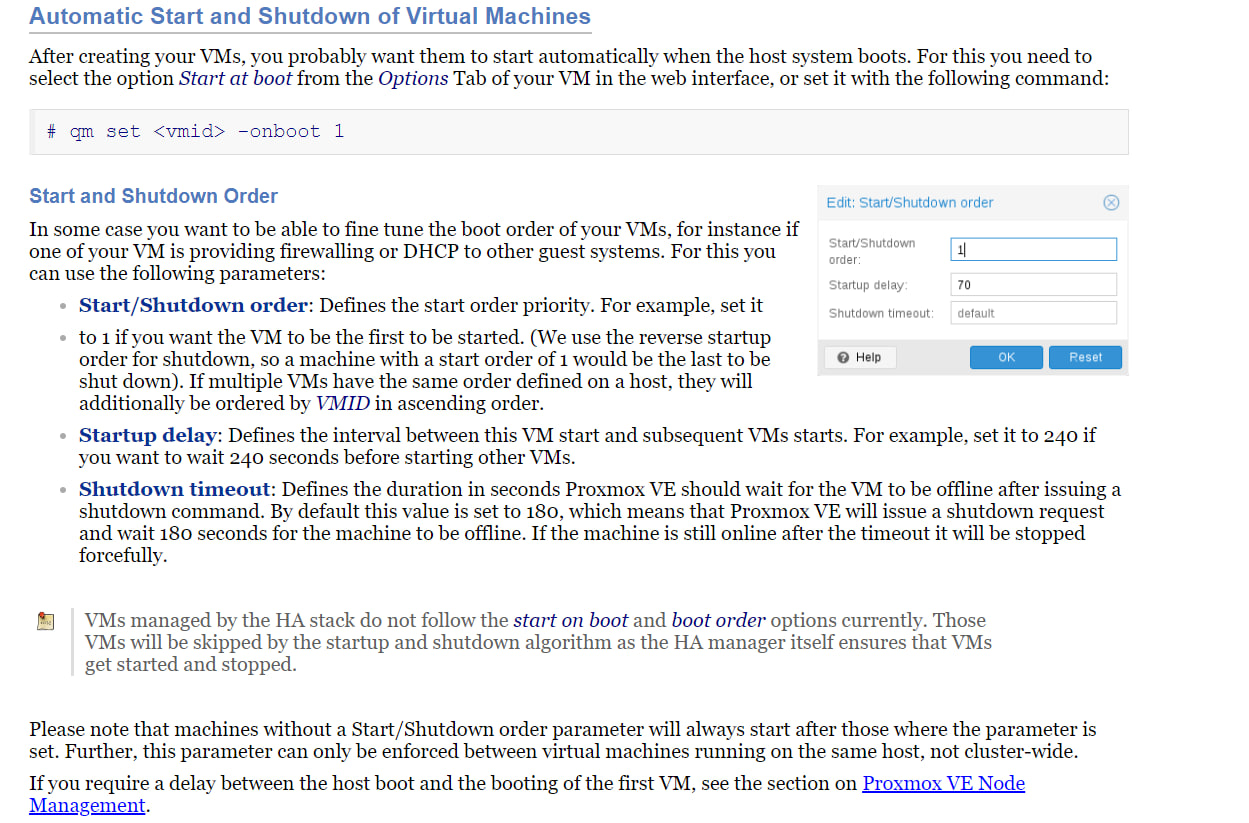 Automatic Start and Shutdown of Virtual Machines
After creating your VMs, you probably want them to start automatically when the host system boots. For this you need to
select the option Start at boot from the Options Tab of your VM in the web interface, or set it with the following command:
# qm set <vmid> -onboot 1
Start and Shutdown Order
In some case you want to be able to fine tune the boot order of your VMs, for instance if
one of your VM is providing firewalling or DHCP to other guest systems. For this you
can use the following parameters:
• Start/Shutdown order: Defines the start order priority. For example, set it
• to 1 if you want the VM to be the first to be started. (We use the reverse startup
order for shutdown, so a machine with a start order of 1 would be the last to be
shut down). If multiple VMs have the same order defined on a host, they will
additionally be ordered by VMID in ascending order.
Edit: Start/Shutdown order
Start/Shutdown
order:
1
Startup delay: 70
Shutdown timeout: default
Help OK Reset
• Startup delay: Defines the interval between this VM start and subsequent VMs starts. For example, set it to 240 if
you want to wait 240 seconds before starting other VMs.
• Shutdown timeout: Defines the duration in seconds Proxmox VE should wait for the VM to be offline after issuing a
shutdown command. By default this value is set to 180, which means that Proxmox VE will issue a shutdown request
and wait 180 seconds for the machine to be offline. If the machine is still online after the timeout it will be stopped
forcefully.
VMs managed by the HA stack do not follow the start on boot and boot order options currently. Those
VMs will be skipped by the startup and shutdown algorithm as the HA manager itself ensures that VMs
get started and stopped.
Please note that machines without a Start/Shutdown order parameter will always start after those where the parameter is
set. Further, this parameter can only be enforced between virtual machines running on the same host, not cluster-wide.
If you require a delay between the host boot and the booting of the first VM, see the section on Proxmox VE Node
Management.